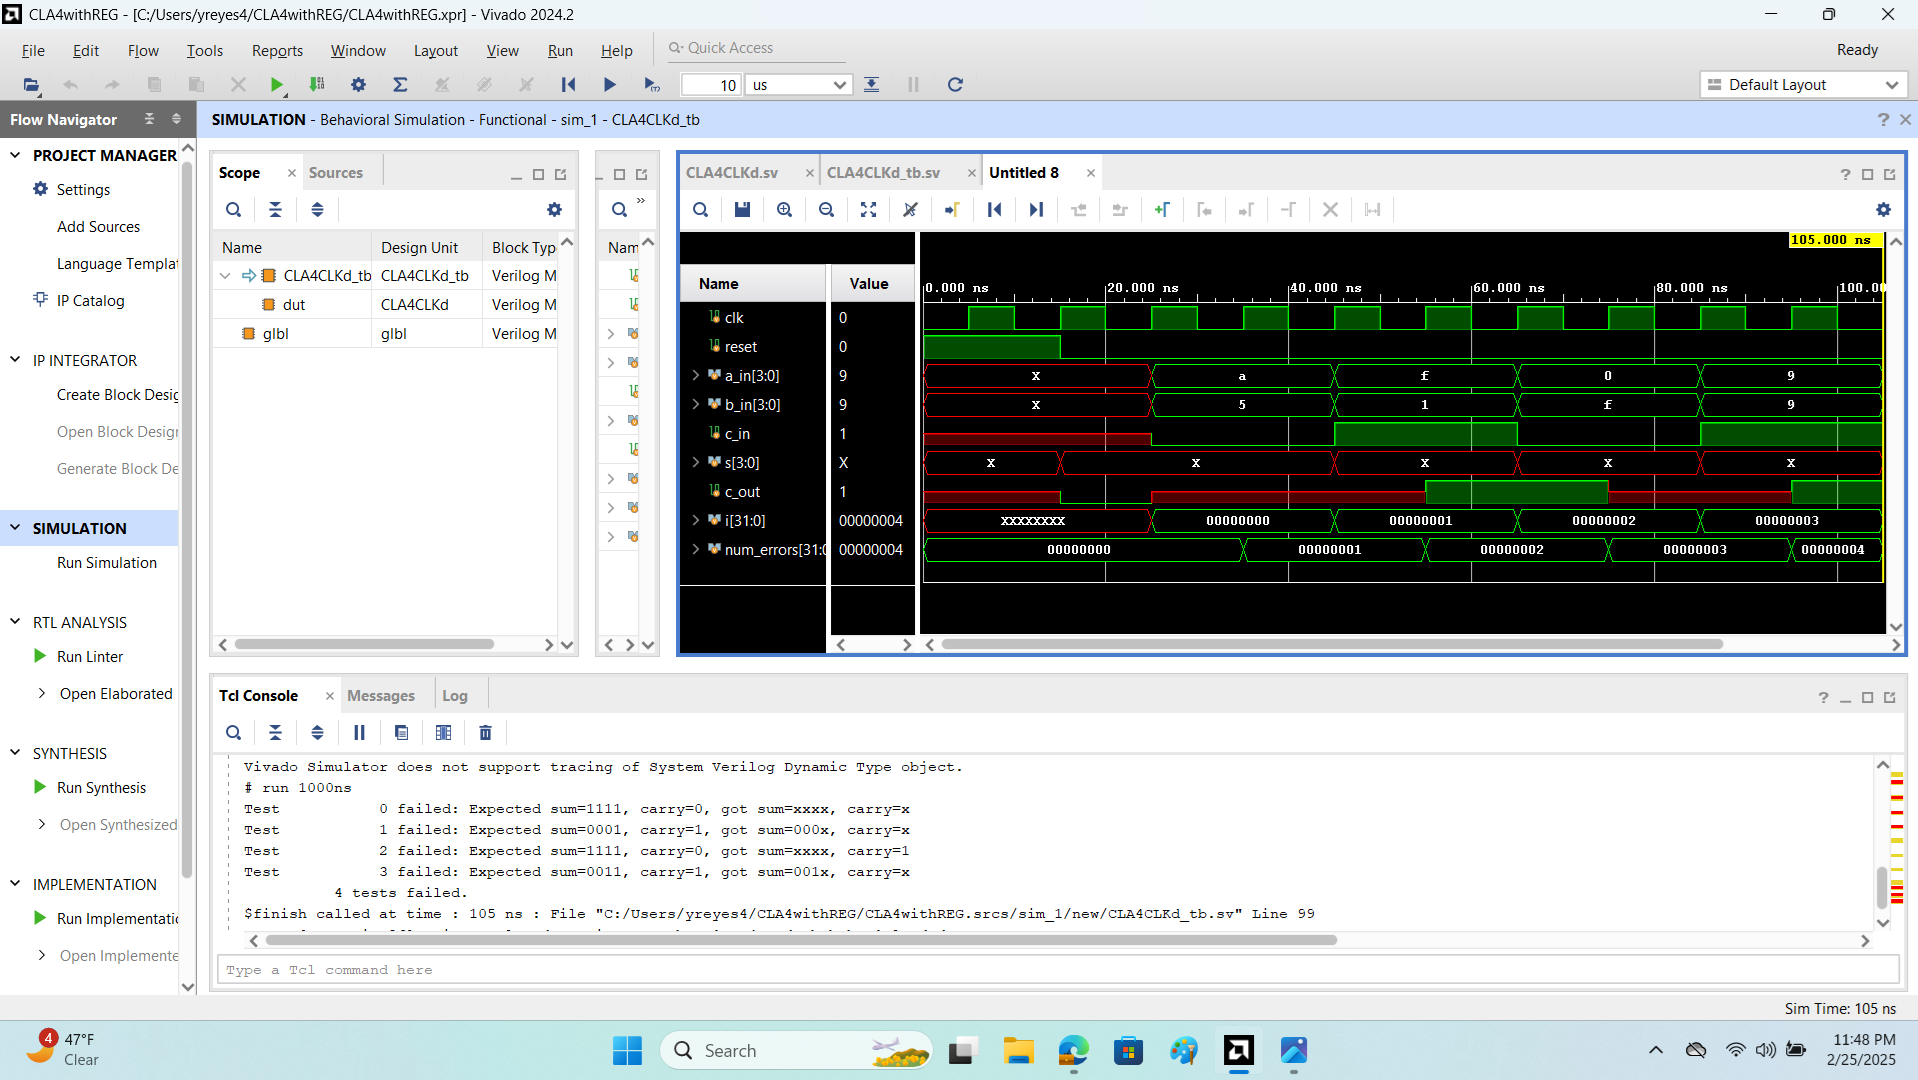 CLA4withREG - [C:/Users/yreyes4/CLA4withREG/CLA4withREG.xpr] - Vivado 2024.2
File Edit Flow Tools Reports Window Layout View Run Help
Quick Access
Ready
10 us
Default Layout
Flow Navigator
SIMULATION - Behavioral Simulation - Functional - sim_1 - CLA4CLKd_tb
PROJECT MANAGER
Settings
Add Sources
Language Templat
IP Catalog
IP INTEGRATOR
Create Block Desig
Open Block Design
Generate Block De
SIMULATION
Run Simulation
RTL ANALYSIS
Run Linter
Open Elaborated
SYNTHESIS
Run Synthesis
Open Synthesized
IMPLEMENTATION
Run Implementatic
Open Implemente
Scope Sources
Name Design Unit Block Typ
CLA4CLKd_tb CLA4CLKd_tb Verilog M
dut CLA4CLKd Verilog M
glbl glbl Verilog M
Nam
CLA4CLKd.sv CLA4CLKd_tb.sv Untitled 8
105.000 ns
Name Value
0.000 ns 20.000 ns 40.000 ns 60.000 ns 80.000 ns 100.00
clk 0
reset 0
a_in[3:0] 9 X a f 0 9
b_in[3:0] 9 X 5 1 f 9
c_in 1
s[3:0] X X X X X X
c_out 1
i[31:0] 00000004 XXXXXXXX 00000000 00000001 00000002 00000003
num_errors[31:0 00000004 00000000 00000001 00000002 00000003 00000004
Tcl Console Messages Log
Vivado Simulator does not support tracing of System Verilog Dynamic Type object.
# run 1000ns
Test 0 failed: Expected sum=1111, carry=0, got sum=xxxx, carry=x
Test 1 failed: Expected sum=0001, carry=1, got sum=000x, carry=x
Test 2 failed: Expected sum=1111, carry=0, got sum=xxxx, carry=1
Test 3 failed: Expected sum=0011, carry=1, got sum=001x, carry=x
4 tests failed.
$finish called at time : 105 ns : File "C:/Users/yreyes4/CLA4withREG/CLA4withREG.srcs/sim_1/new/CLA4CLKd_tb.sv" Line 99
Type a Tcl command here
Sim Time: 105 ns
4
47°F
Clear
Search
11:48 PM
2/25/2025